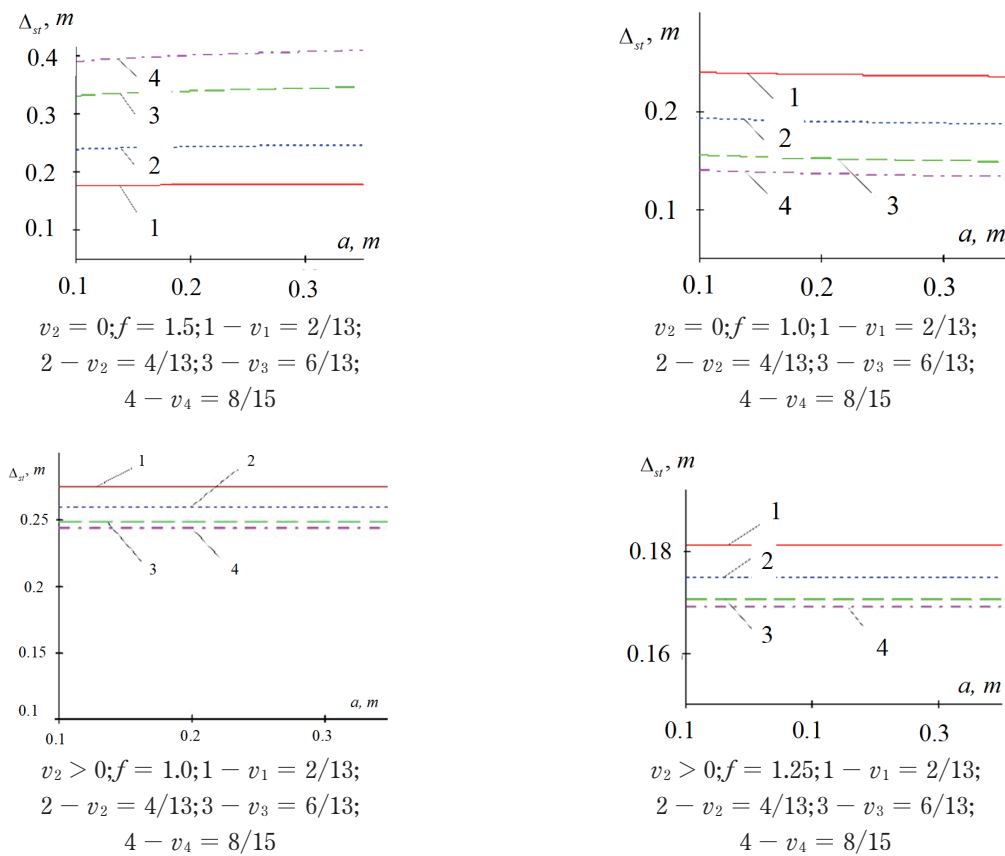 Δst, m
0.4
0.3
0.2
0.1
4
3
2
1
a, m
0.1 0.2 0.3
v₂ = 0;f = 1.5;1 − v₁ = 2/13;
2 − v₂ = 4/13;3 − v₃ = 6/13;
4 − v₄ = 8/15
Δst, m
0.2
0.1
1
2
4 3
a, m
0.1 0.2 0.3
v₂ = 0;f = 1.0;1 − v₁ = 2/13;
2 − v₂ = 4/13;3 − v₃ = 6/13;
4 − v₄ = 8/15
Δst, m
1 2
0.25
3 4
0.2
0.15
0.1
a, m
0.1 0.2 0.3
v₂ > 0;f = 1.0;1 − v₁ = 2/13;
2 − v₂ = 4/13;3 − v₃ = 6/13;
4 − v₄ = 8/15
Δst, m
1
0.18
2
3 4
0.16
a, m
0.1 0.1 0.3
v₂ > 0;f = 1.25;1 − v₁ = 2/13;
2 − v₂ = 4/13;3 − v₃ = 6/13;
4 − v₄ = 8/15